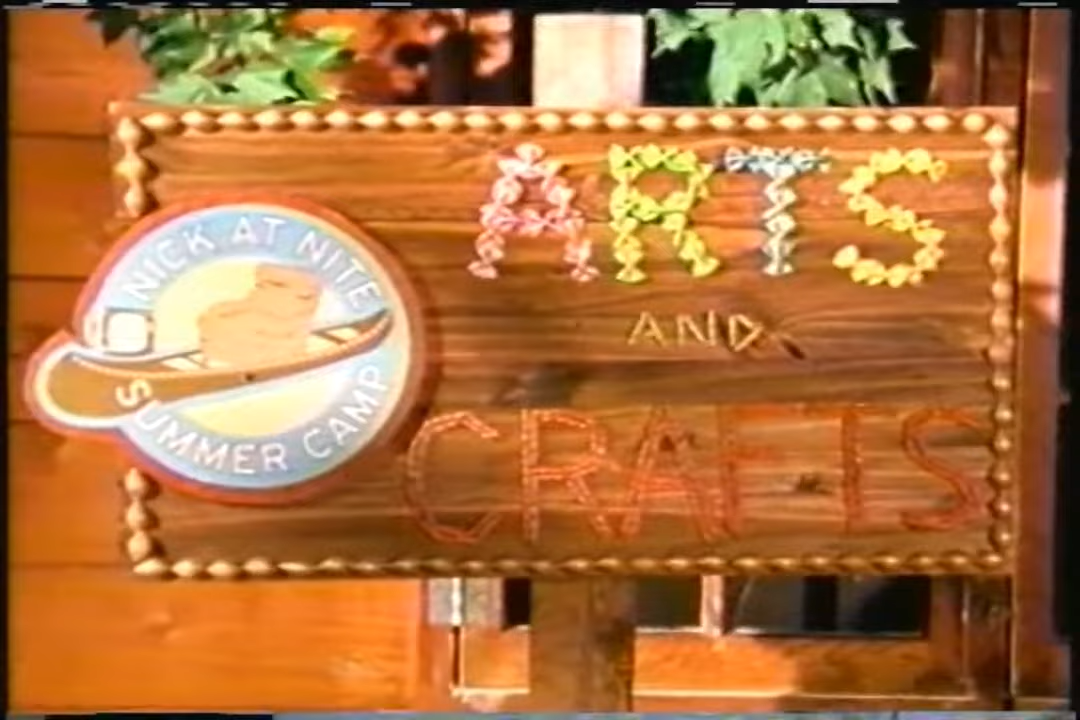 NICK AT NITE
SUMMER CAMP
ARTS
AND
CRAFTS